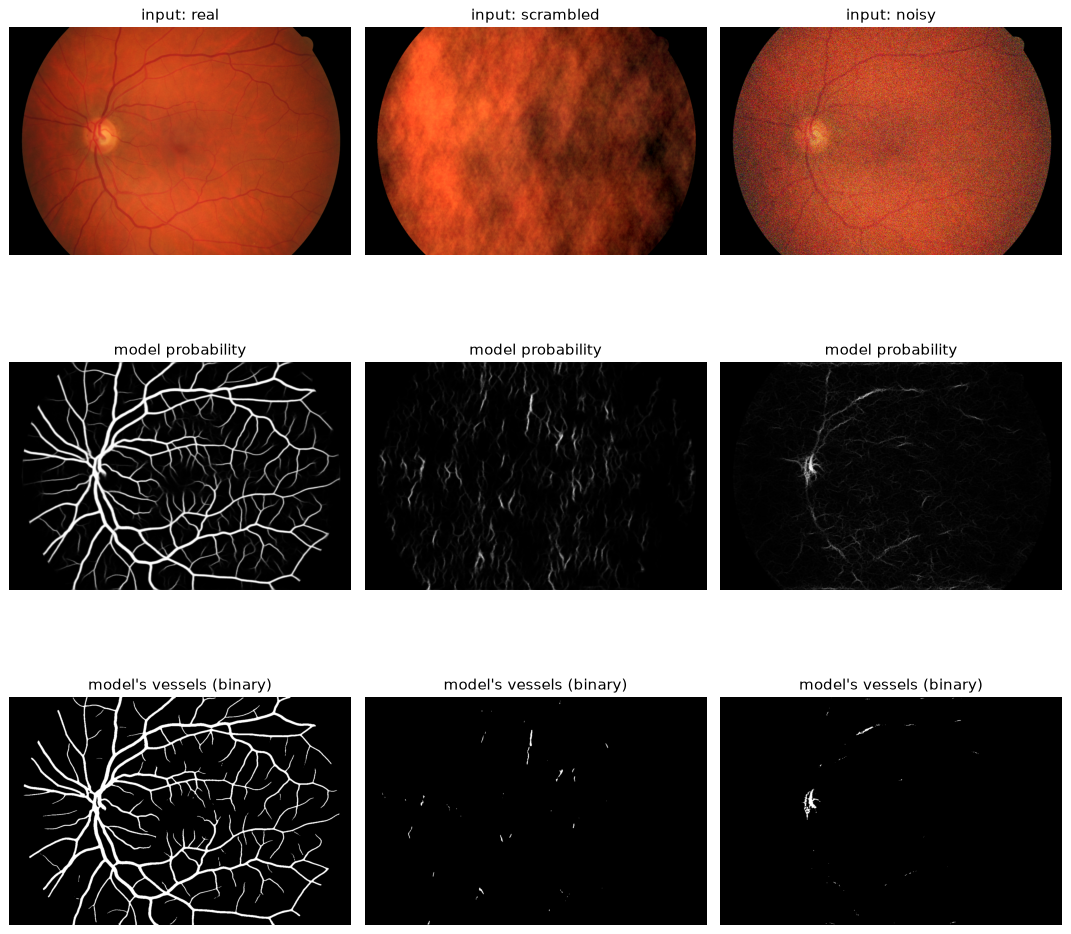 input: real
input: scrambled
input: noisy
model probability
model probability
model probability
model's vessels (binary)
model's vessels (binary)
model's vessels (binary)